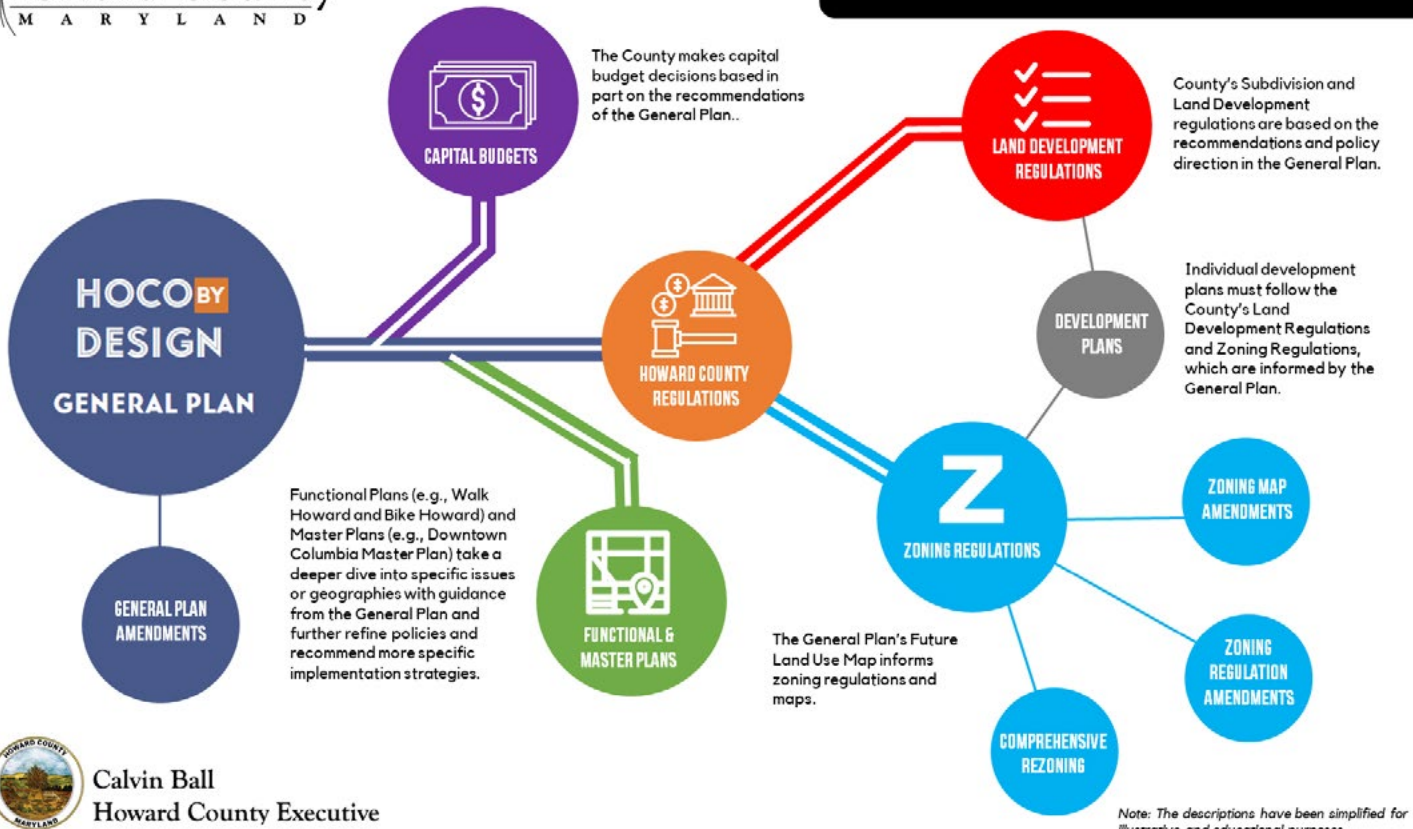 MARYLAND
The County makes capital
budget decisions based in
part on the recommendations
of the General Plan..
CAPITAL BUDGETS
LAND DEVELOPMENT
REGULATIONS
County's Subdivision and
Land Development
regulations are based on the
recommendations and policy
direction in the General Plan.
HOCO BY
DESIGN
GENERAL PLAN
HOWARD COUNTY
REGULATIONS
DEVELOPMENT
PLANS
Individual development
plans must follow the
County's Land
Development Regulations
and Zoning Regulations,
which are informed by the
General Plan.
GENERAL PLAN
AMENDMENTS
Functional Plans (e.g., Walk
Howard and Bike Howard) and
Master Plans (e.g., Downtown
Columbia Master Plan) take a
deeper dive into specific issues
or geographies with guidance
from the General Plan and
further refine policies and
recommend more specific
implementation strategies.
FUNCTIONAL &
MASTER PLANS
Z
ZONING REGULATIONS
ZONING MAP
AMENDMENTS
The General Plan's Future
Land Use Map informs
zoning regulations and
maps.
ZONING
REGULATION
AMENDMENTS
COMPREHENSIVE
REZONING
HOWARD COUNTY
MARYLAND
Calvin Ball
Howard County Executive
Note: The descriptions have been simplified for